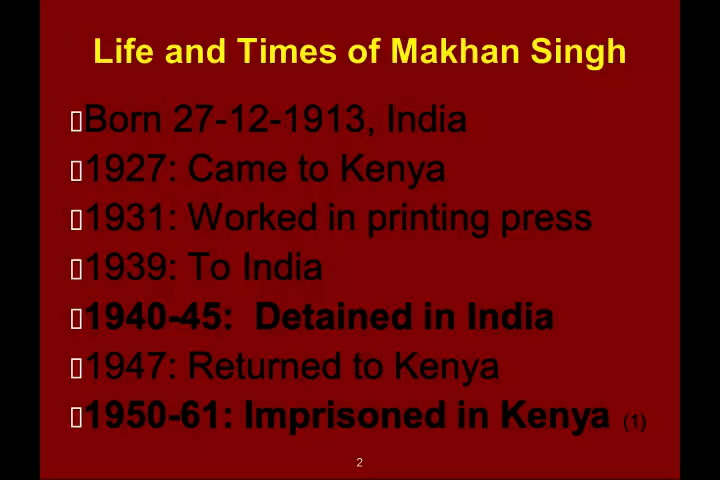 Life and Times of Makhan Singh
Born 27-12-1913, India
1927: Came to Kenya
1931: Worked in printing press
1939: To India
1940-45:  Detained in India
1947: Returned to Kenya
1950-61: Imprisoned in Kenya (1)
2